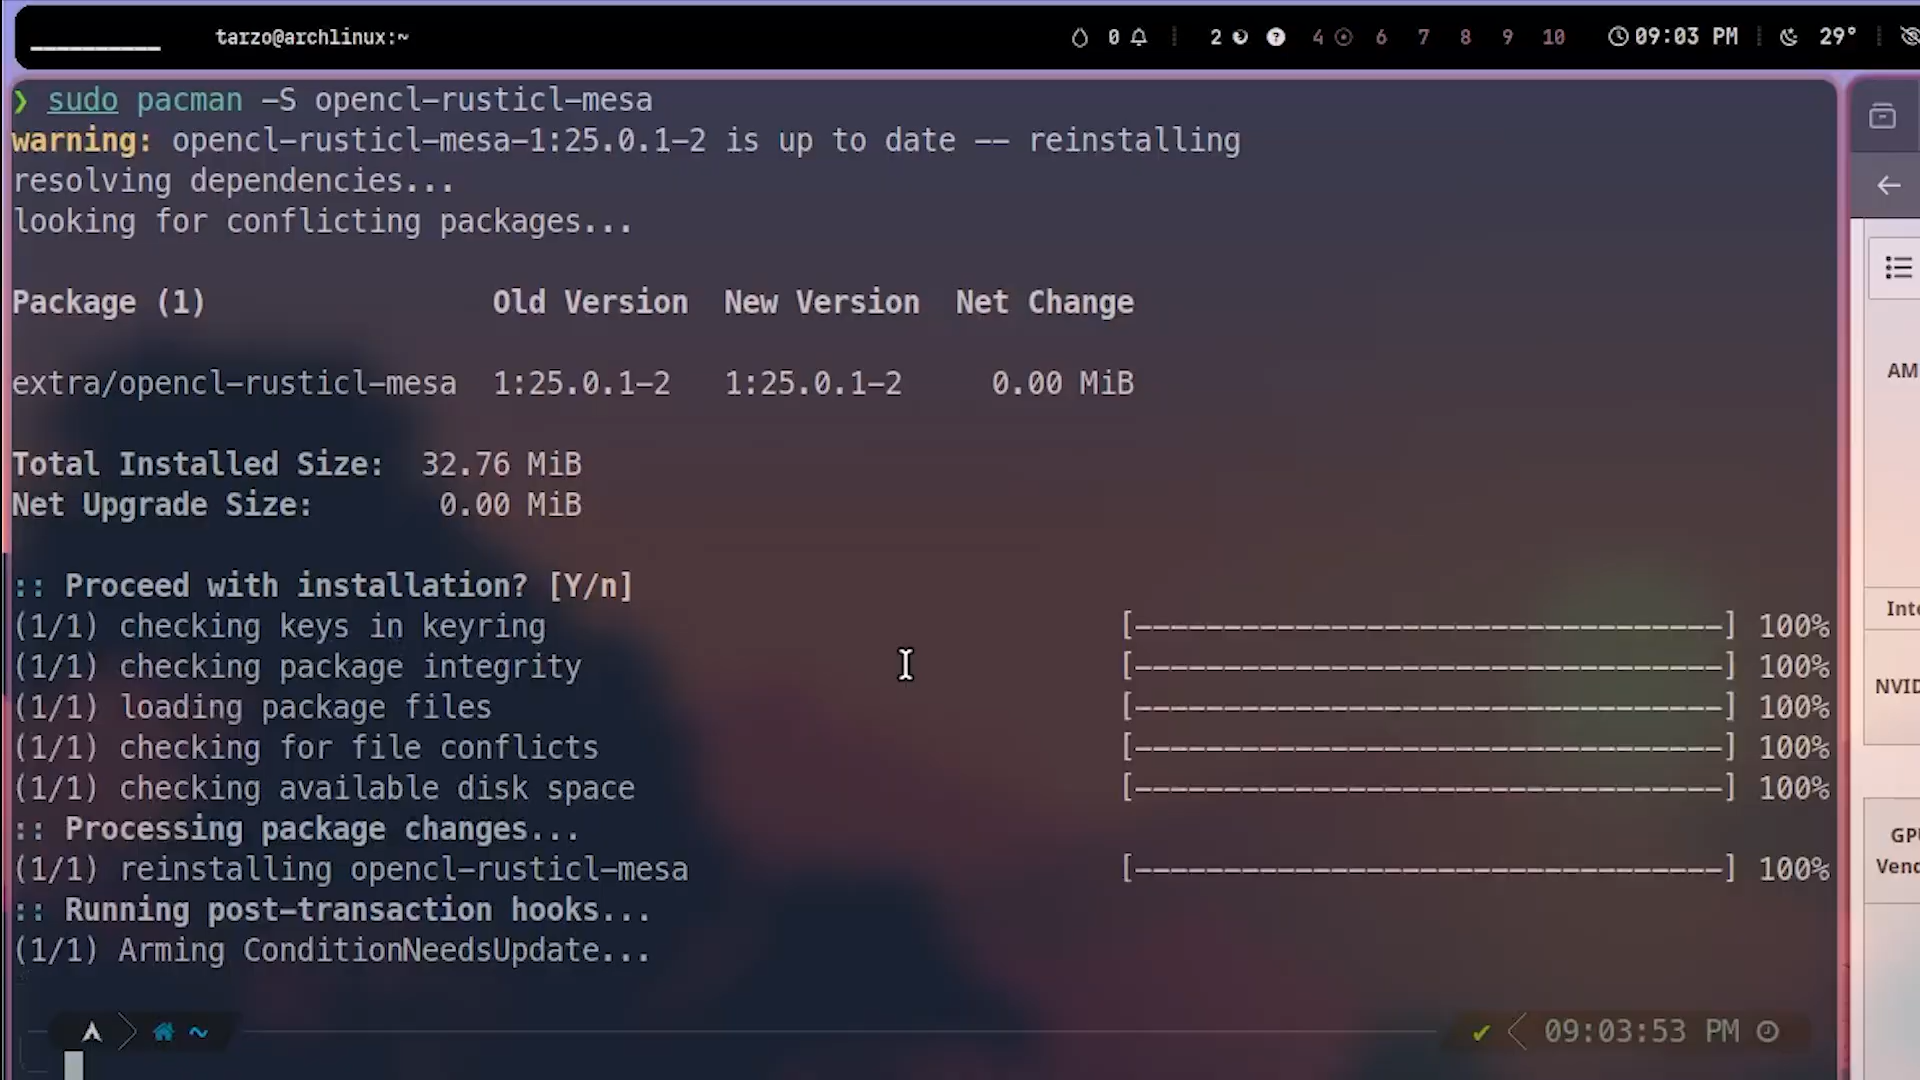 tarzo@archlinux:~ 0 2 4 6 7 8 9 10 09:03 PM 29°
❯ sudo pacman -S opencl-rusticl-mesa
warning: opencl-rusticl-mesa-1:25.0.1-2 is up to date -- reinstalling
resolving dependencies...
looking for conflicting packages...
Package (1) Old Version New Version Net Change
extra/opencl-rusticl-mesa 1:25.0.1-2 1:25.0.1-2 0.00 MiB
Total Installed Size: 32.76 MiB
Net Upgrade Size: 0.00 MiB
:: Proceed with installation? [Y/n]
(1/1) checking keys in keyring [---------------------------------] 100%
(1/1) checking package integrity [---------------------------------] 100%
(1/1) loading package files [---------------------------------] 100%
(1/1) checking for file conflicts [---------------------------------] 100%
(1/1) checking available disk space [---------------------------------] 100%
:: Processing package changes...
(1/1) reinstalling opencl-rusticl-mesa [---------------------------------] 100%
:: Running post-transaction hooks...
(1/1) Arming ConditionNeedsUpdate...
~ ✔ 09:03:53 PM
AM
Inte
NVID
GPU
Vend